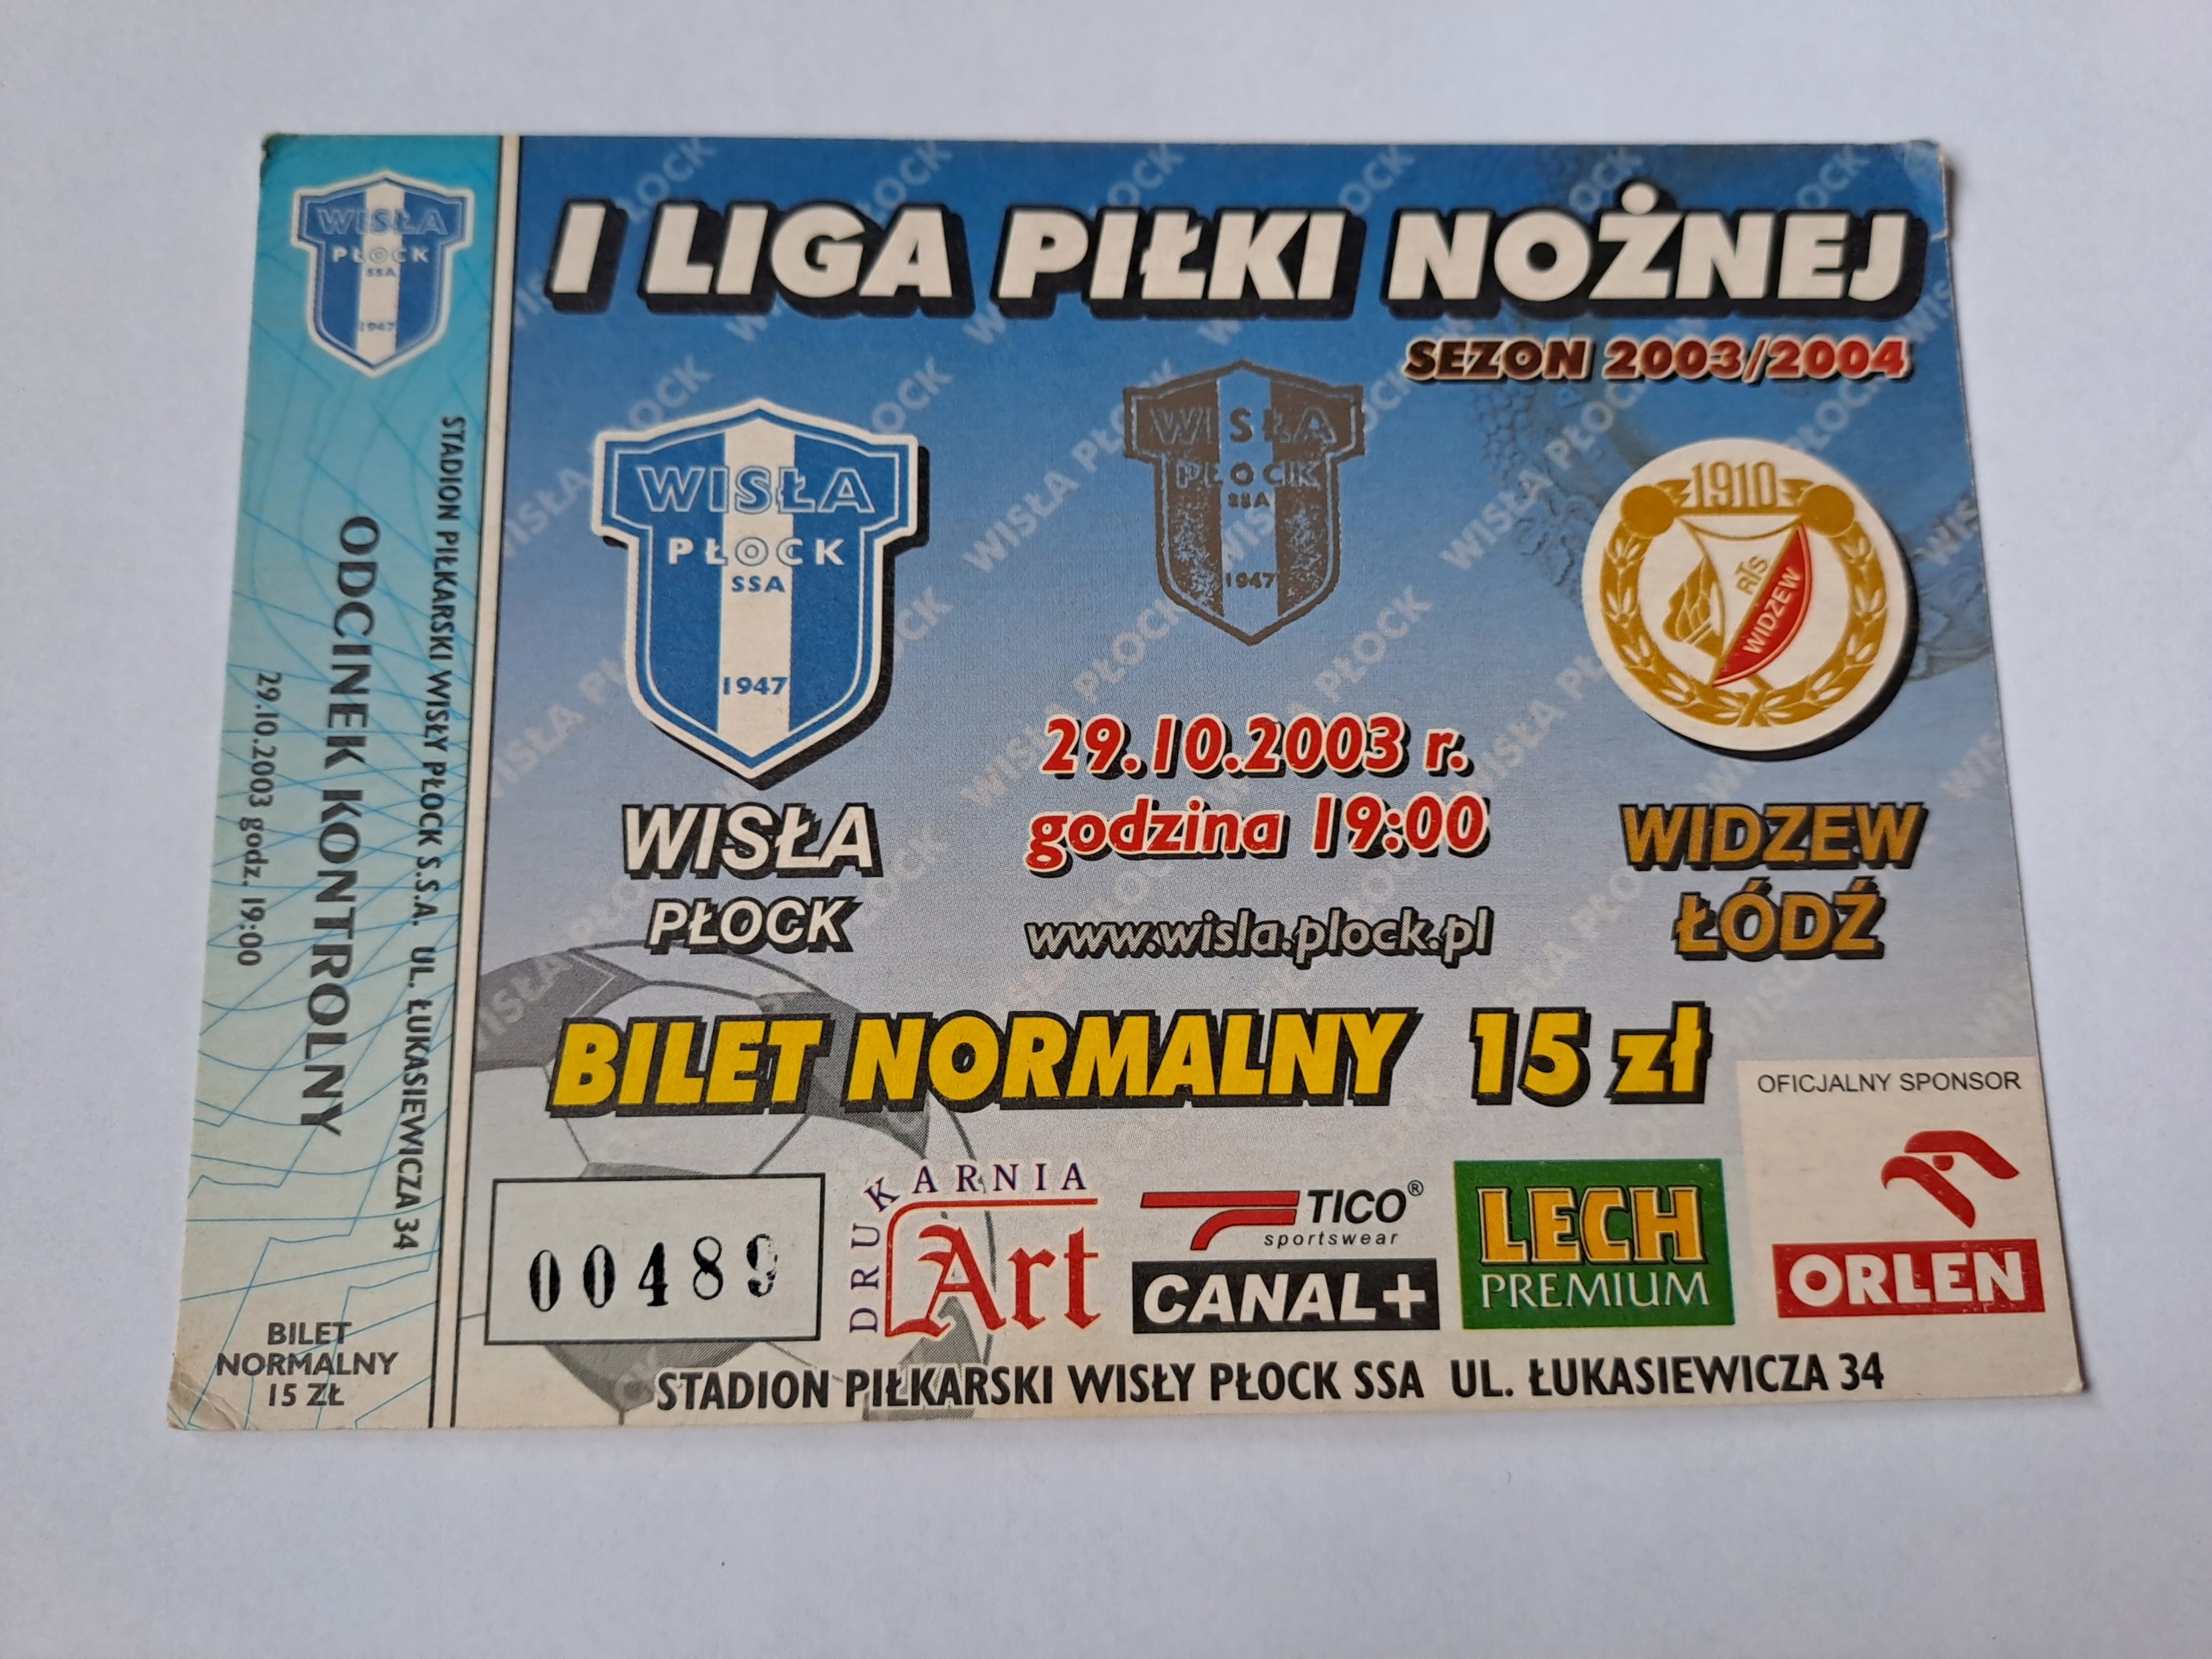 WISŁA
PŁOCK
SSA
1947
STADION PIŁKARSKI WISŁY PŁOCK S.S.A. UL. ŁUKASIEWICZA 34
ODCINEK KONTROLNY
29.10.2003 godz. 19:00
BILET
NORMALNY
15 ZŁ
I LIGA PIŁKI NOŻNEJ
SEZON 2003/2004
WISŁA
PŁOCK
SSA
1947
WISŁA
PŁOCK
SSA
1947
1910
RTS
WIDZEW
29.10.2003 r.
godzina 19:00
www.wisla.plock.pl
WISŁA
PŁOCK
WIDZEW
ŁÓDŹ
BILET NORMALNY 15 zł
OFICJALNY SPONSOR
ORLEN
00489
DRUKARNIA
Art
TICO®
sportswear
CANAL+
LECH
PREMIUM
STADION PIŁKARSKI WISŁY PŁOCK SSA UL. ŁUKASIEWICZA 34